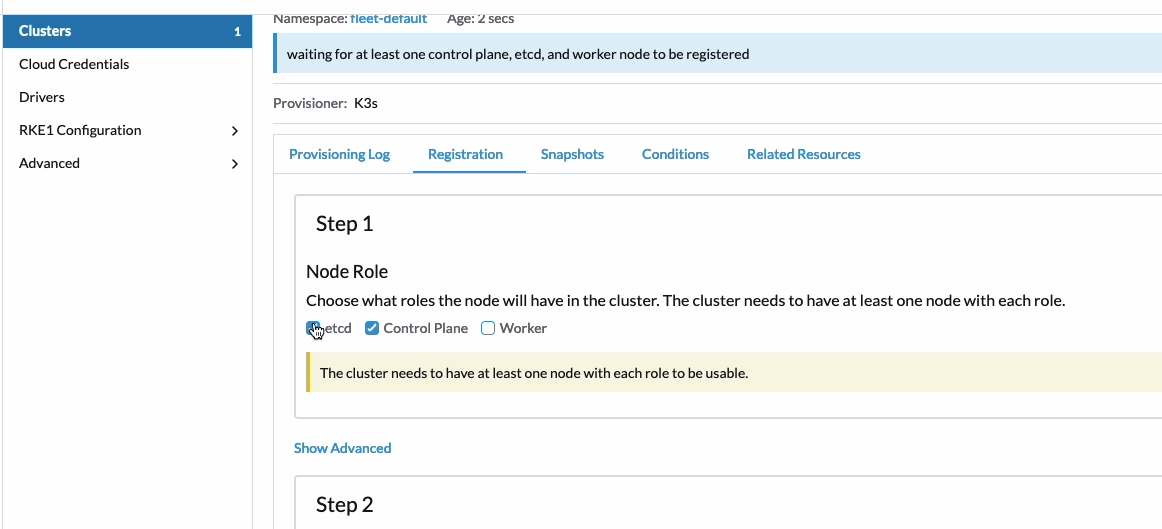 Namespace: fleet-default Age: 2 secs
Clusters 1
Cloud Credentials
Drivers
RKE1 Configuration
Advanced
waiting for at least one control plane, etcd, and worker node to be registered
Provisioner: K3s
Provisioning Log Registration Snapshots Conditions Related Resources
Step 1
Node Role
Choose what roles the node will have in the cluster. The cluster needs to have at least one node with each role.
etcd Control Plane Worker
The cluster needs to have at least one node with each role to be usable.
Show Advanced
Step 2